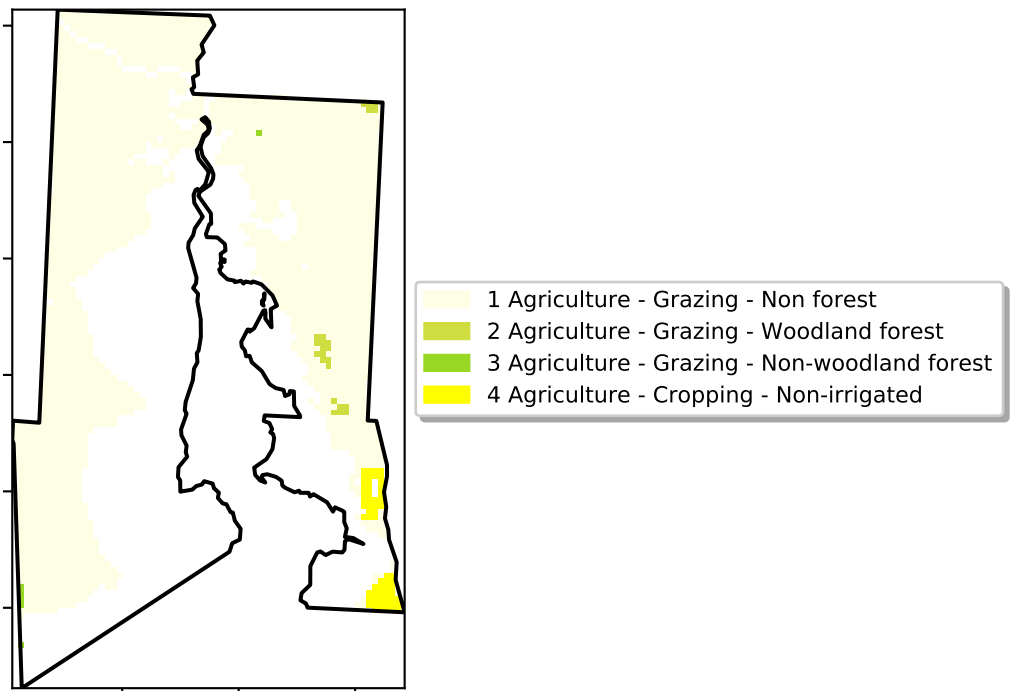 1 Agriculture - Grazing - Non forest
2 Agriculture - Grazing - Woodland forest
3 Agriculture - Grazing - Non-woodland forest
4 Agriculture - Cropping - Non-irrigated